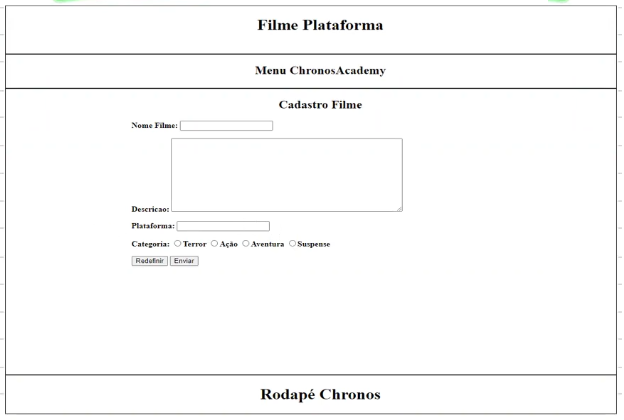 Filme Plataforma
Menu ChronosAcademy
Cadastro Filme
Nome Filme:
Descricao:
Plataforma:
Categoria: Terror Ação Aventura Suspense
Redefinir Enviar
Rodapé Chronos